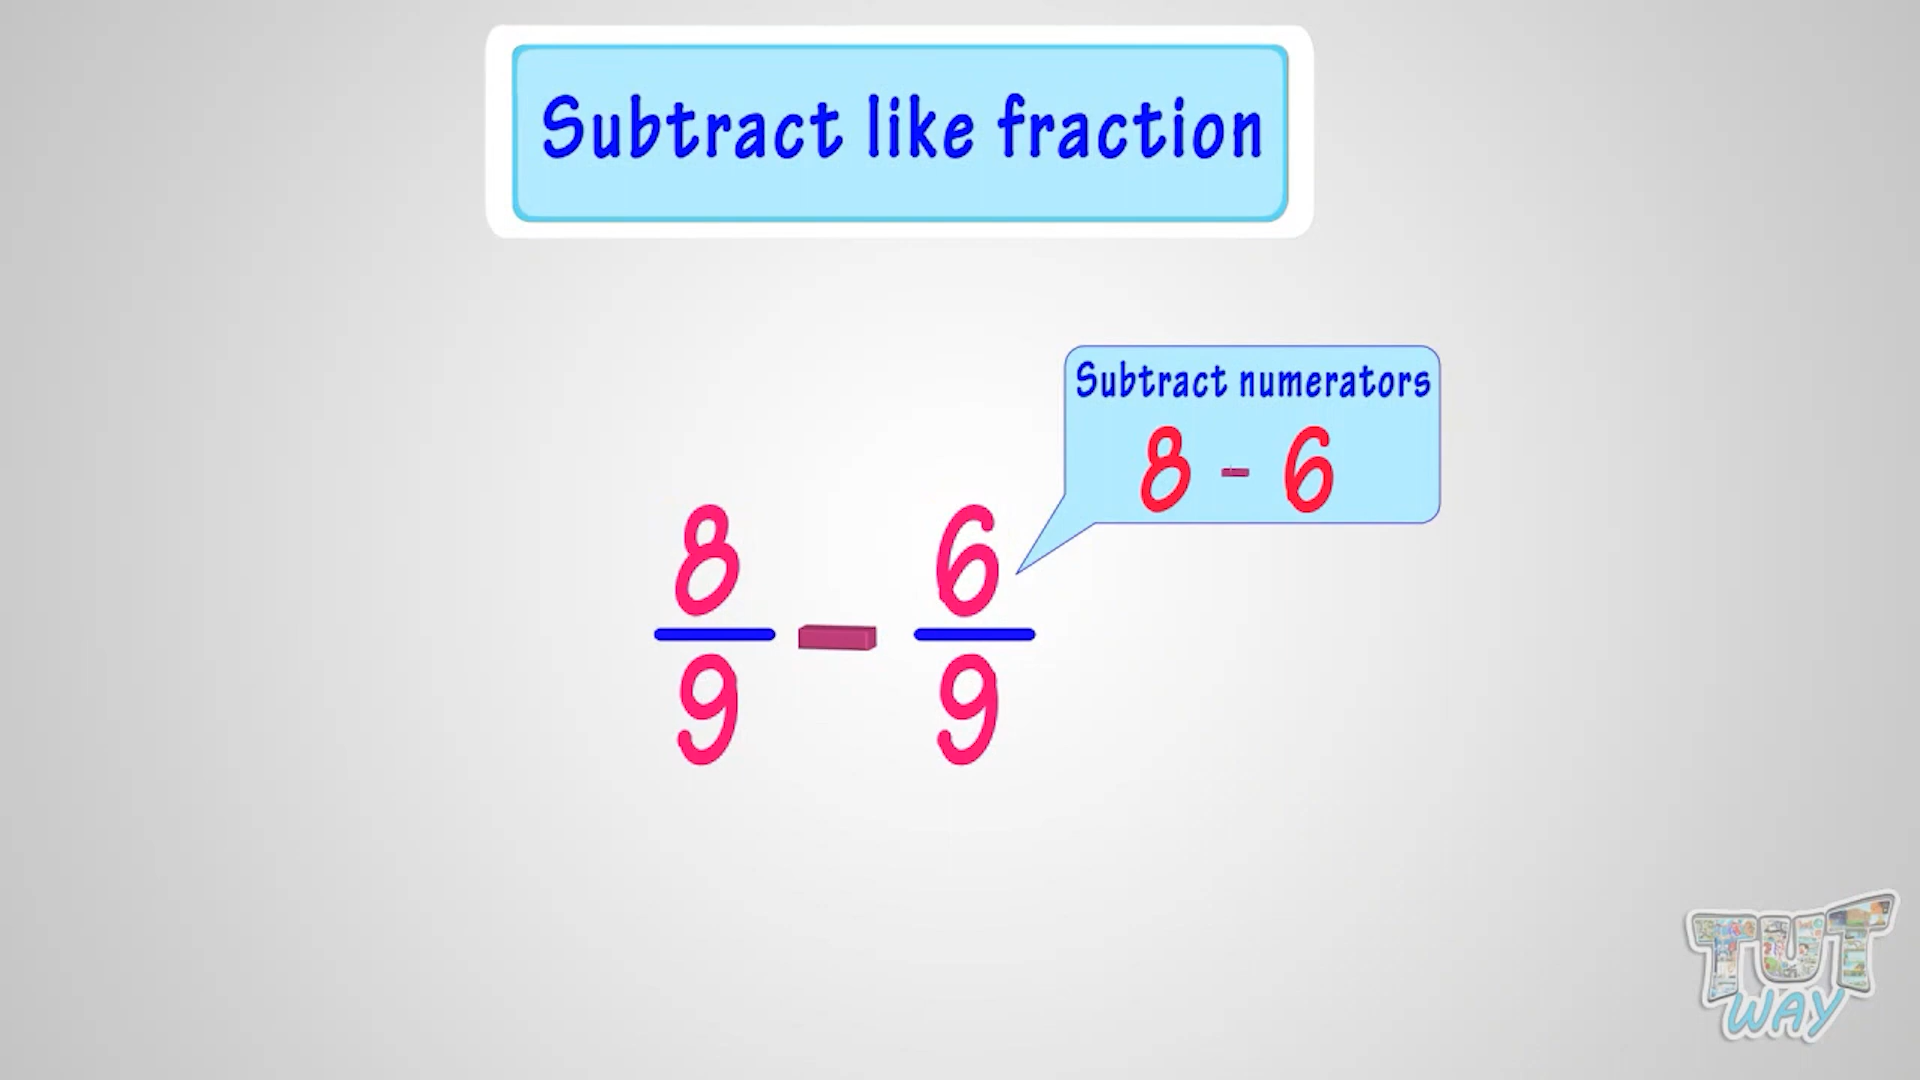 Subtract like fraction
Subtract numerators
8 - 6
8 6
9 - 9
TUT
WAY